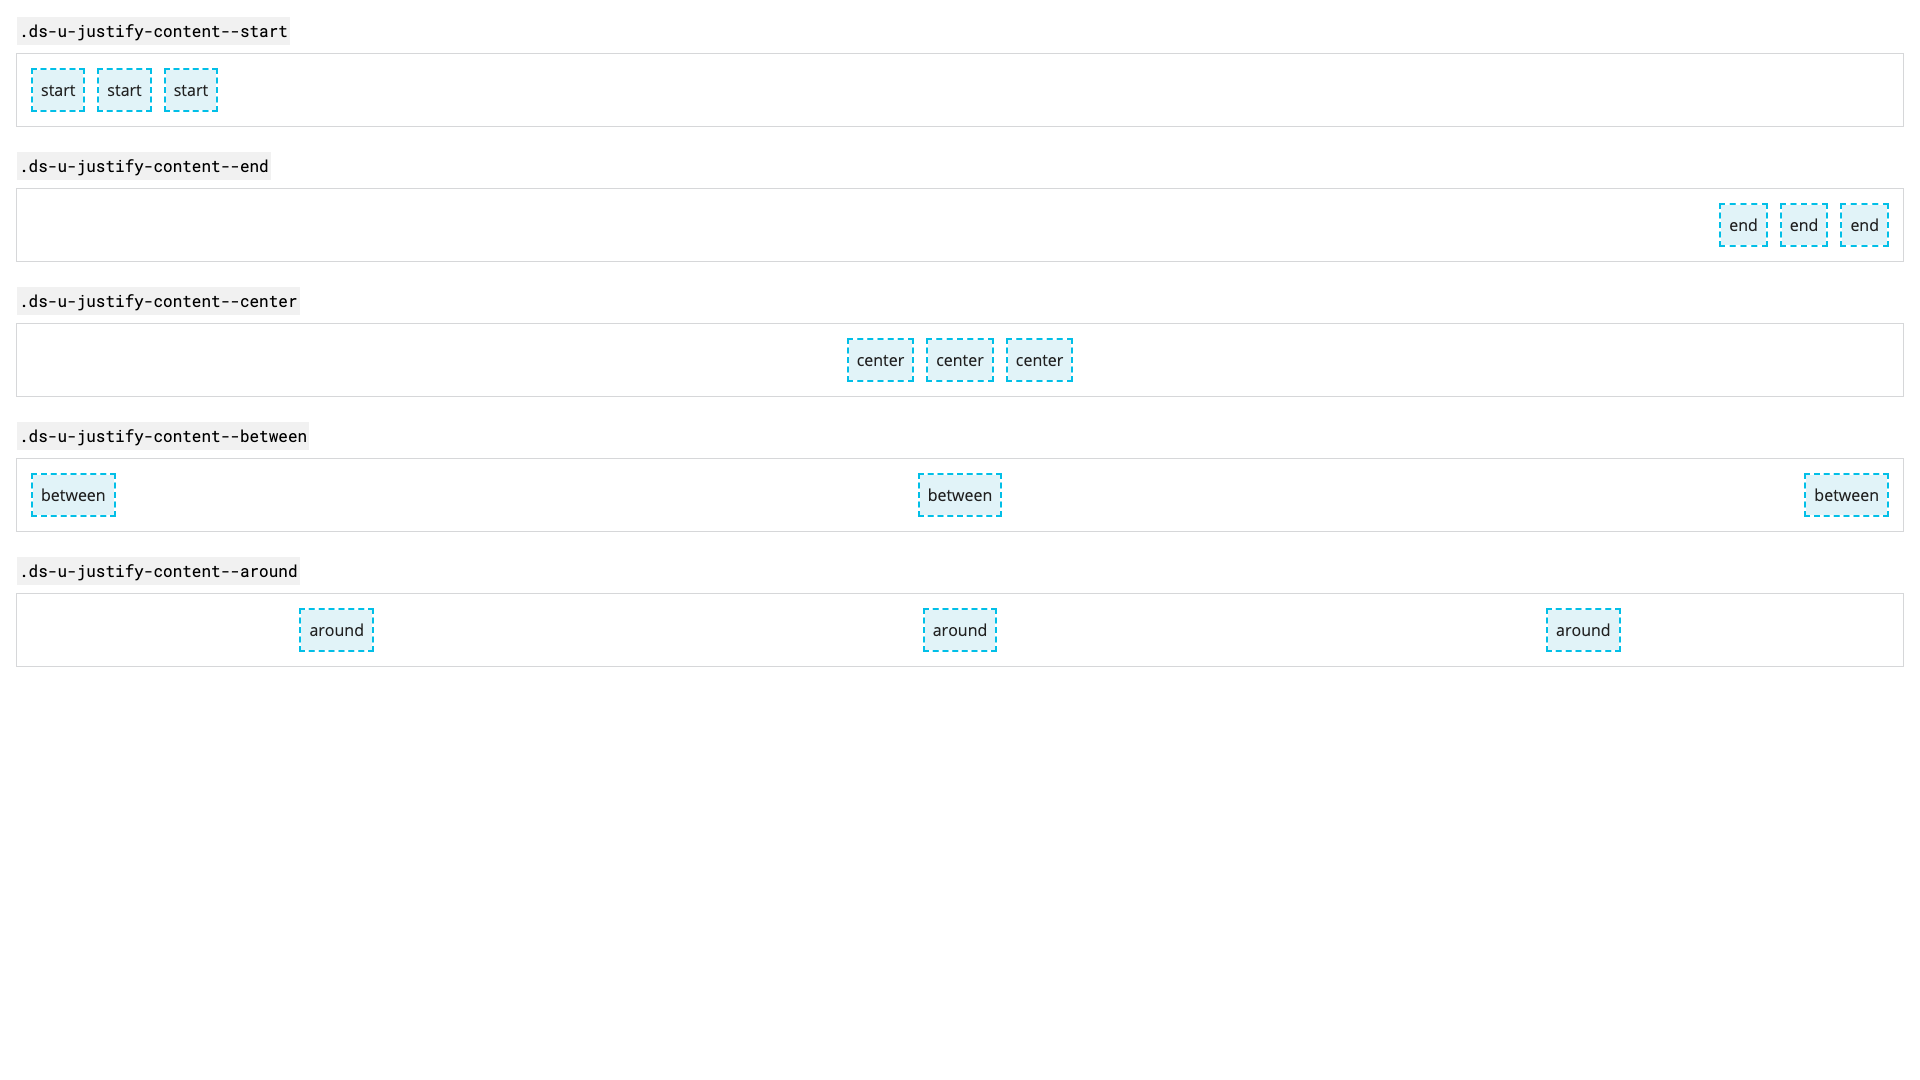 .ds-u-justify-content--start
start start start
.ds-u-justify-content--end
end end end
.ds-u-justify-content--center
center center center
.ds-u-justify-content--between
between between between
.ds-u-justify-content--around
around around around